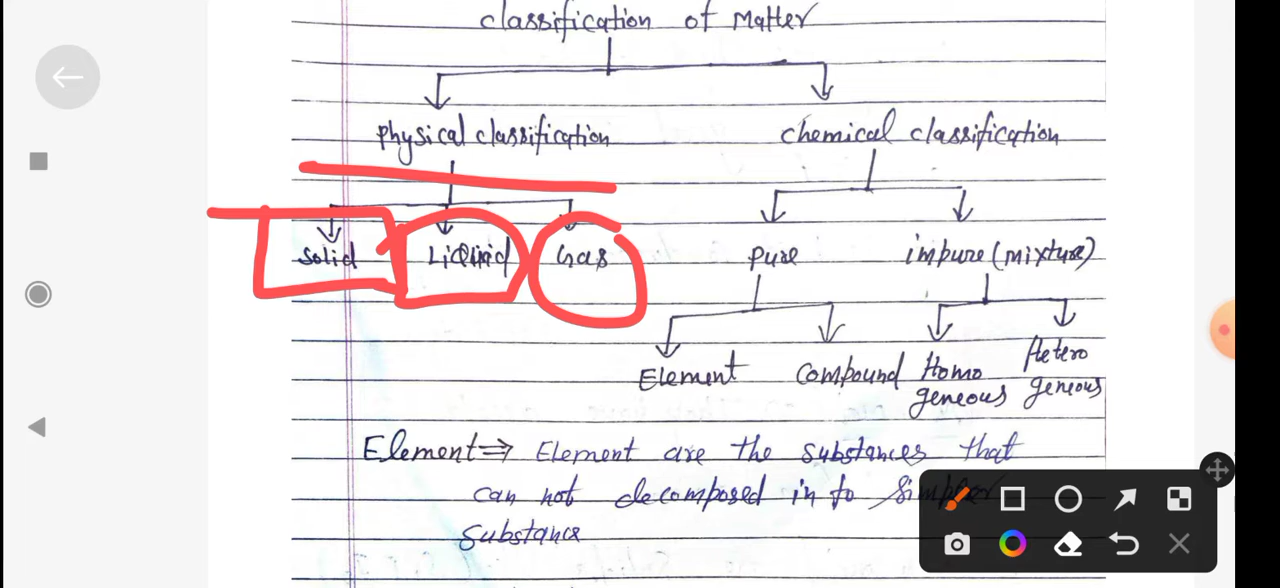 classification of Matter
physical classification
chemical classification
Solid Liquid Gas pure impure (mixture)
Element Compound Homo geneous Hetero geneous
Element ⇒ Element are the substances that
can not decomposed in to Simpler
Substance